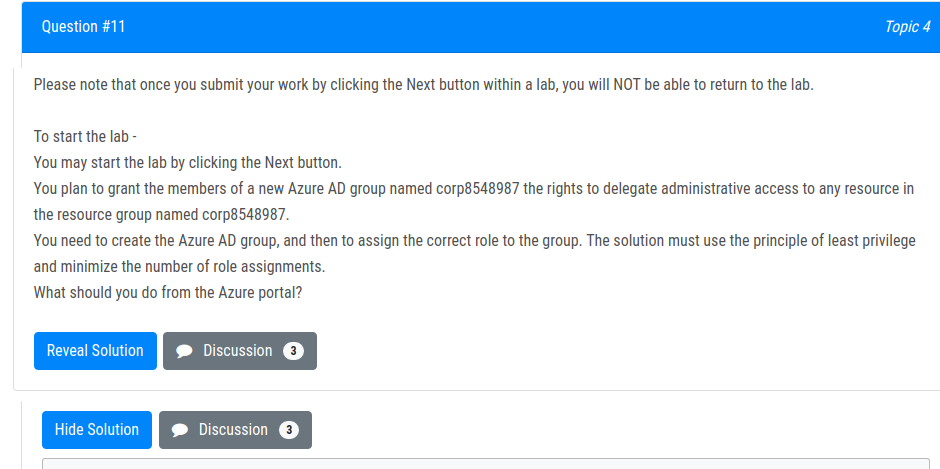 Question #11
Topic 4
Please note that once you submit your work by clicking the Next button within a lab, you will NOT be able to return to the lab.
To start the lab -
You may start the lab by clicking the Next button.
You plan to grant the members of a new Azure AD group named corp8548987 the rights to delegate administrative access to any resource in
the resource group named corp8548987.
You need to create the Azure AD group, and then to assign the correct role to the group. The solution must use the principle of least privilege
and minimize the number of role assignments.
What should you do from the Azure portal?
Reveal Solution
Discussion 3
Hide Solution
Discussion 3